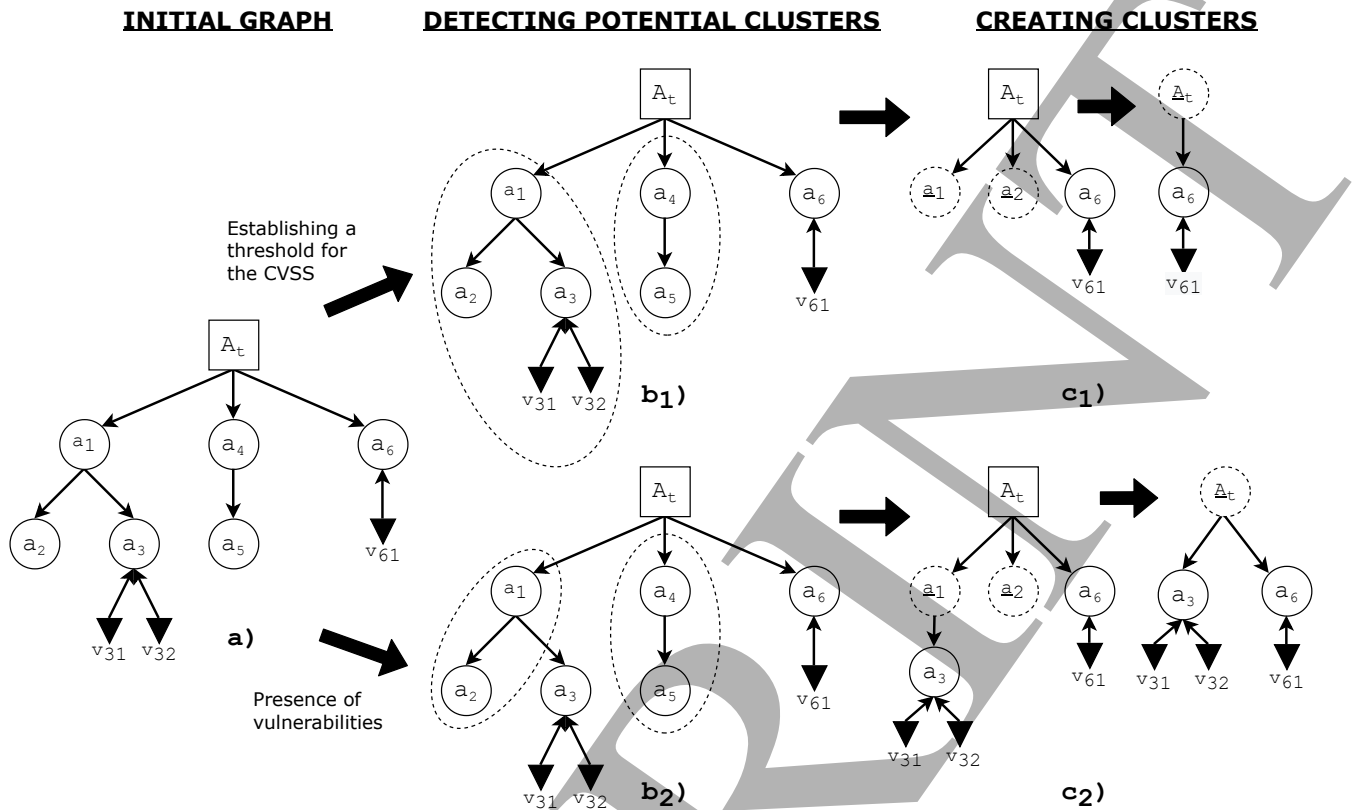 INITIAL GRAPH
DETECTING POTENTIAL CLUSTERS
CREATING CLUSTERS
Establishing a
threshold for
the CVSS
Presence of
vulnerabilities
At
a1
a4
a6
a2
a3
a5
v61
v31 v32
a)
At
a1
a4
a6
a2
a3
a5
v61
v31 v32
b1)
At
a1
a2
a6
v61
At
a6
v61
c1)
At
a1
a4
a6
a2
a3
a5
v61
v31 v32
b2)
At
a1
a2
a6
a3
v61
v31 v32
At
a3
a6
v31 v32
v61
c2)